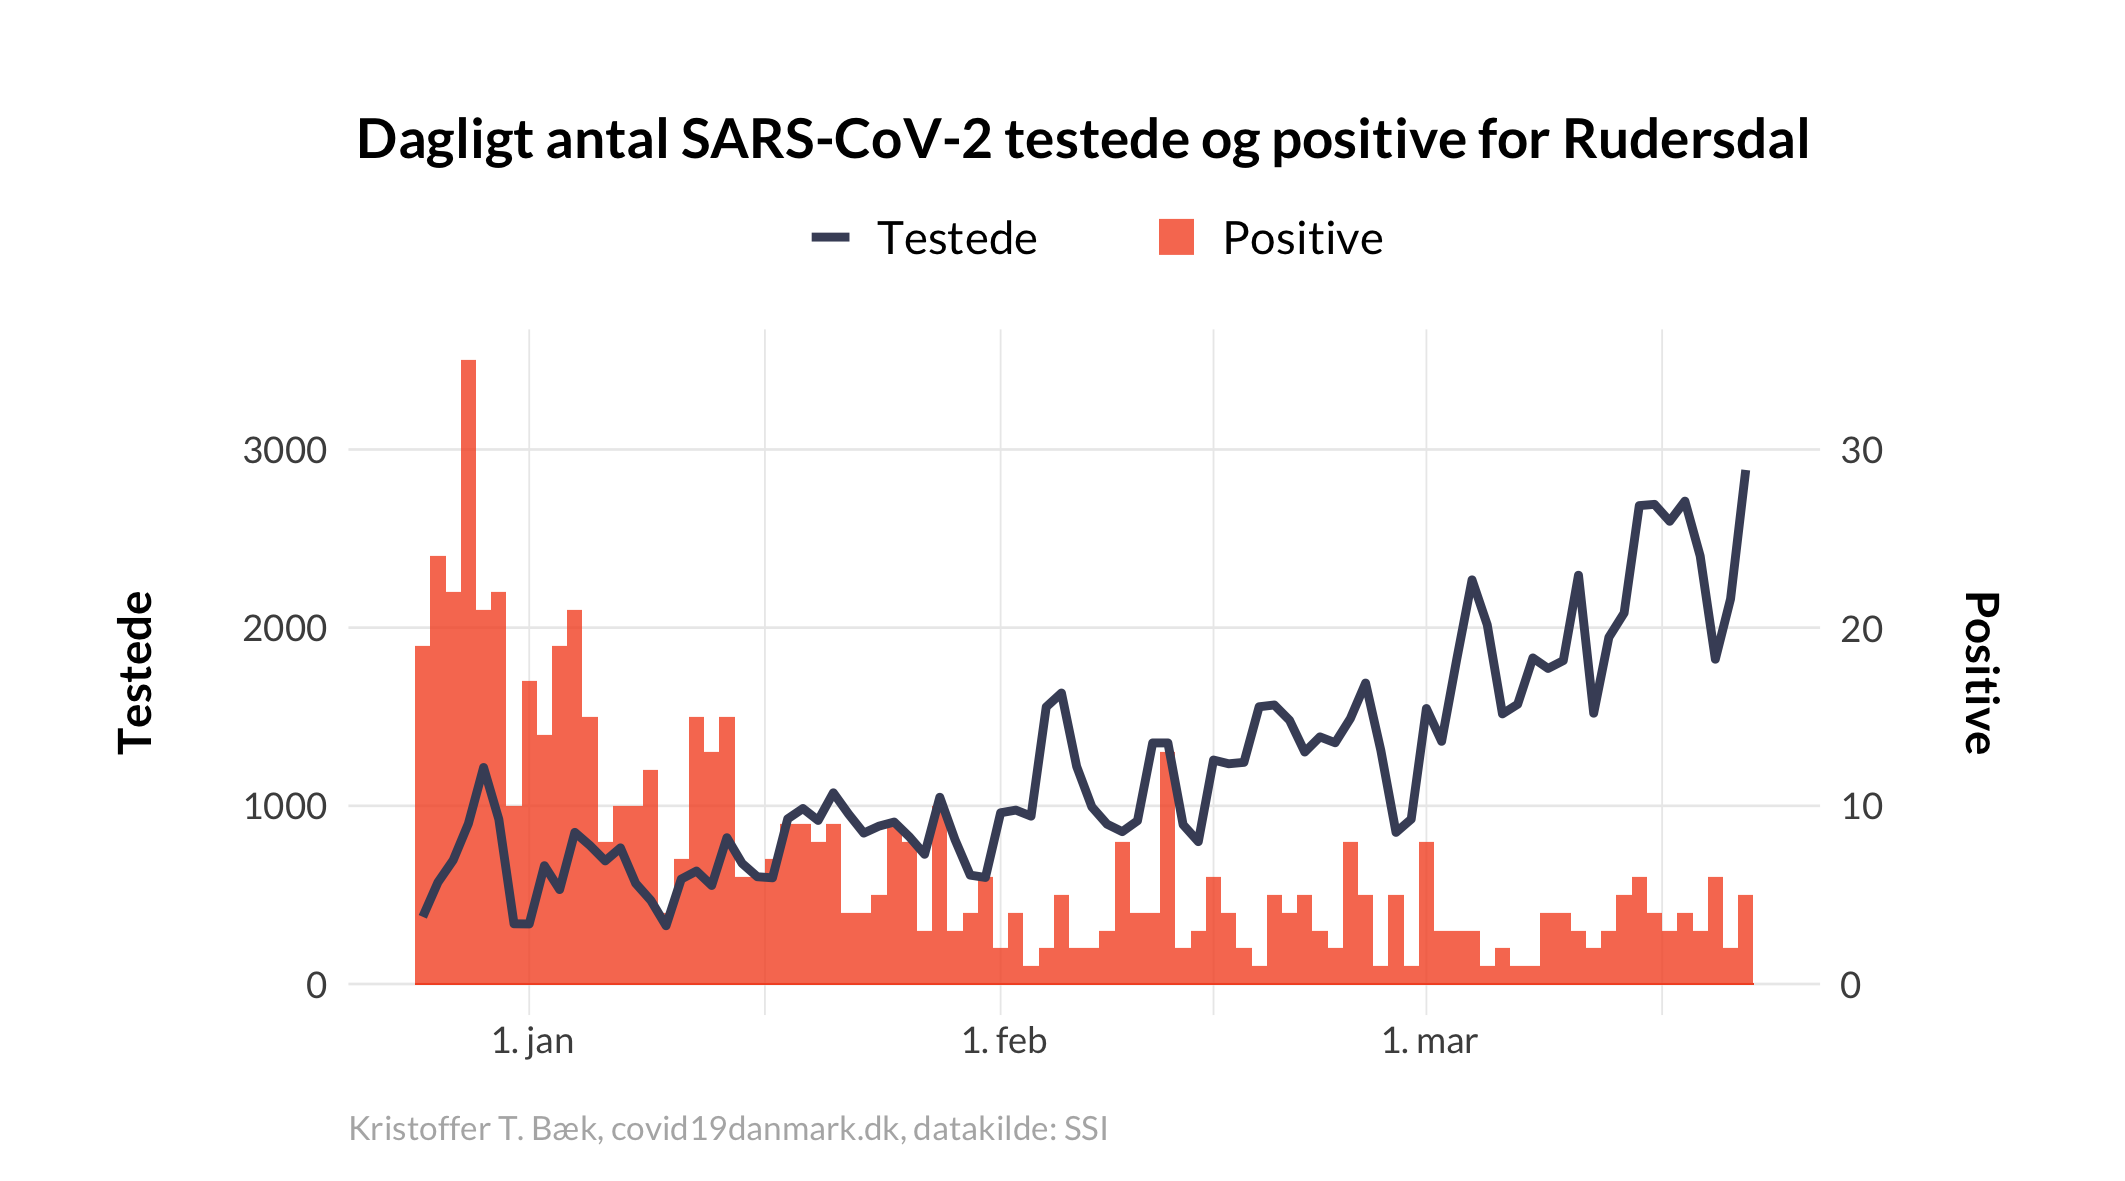 Dagligt antal SARS-CoV-2 testede og positive for Rudersdal
Testede
Positive
3000
2000
1000
0
Testede
30
20
10
0
Positive
1. jan
1. feb
1. mar
Kristoffer T. Bæk, covid19danmark.dk, datakilde: SSI